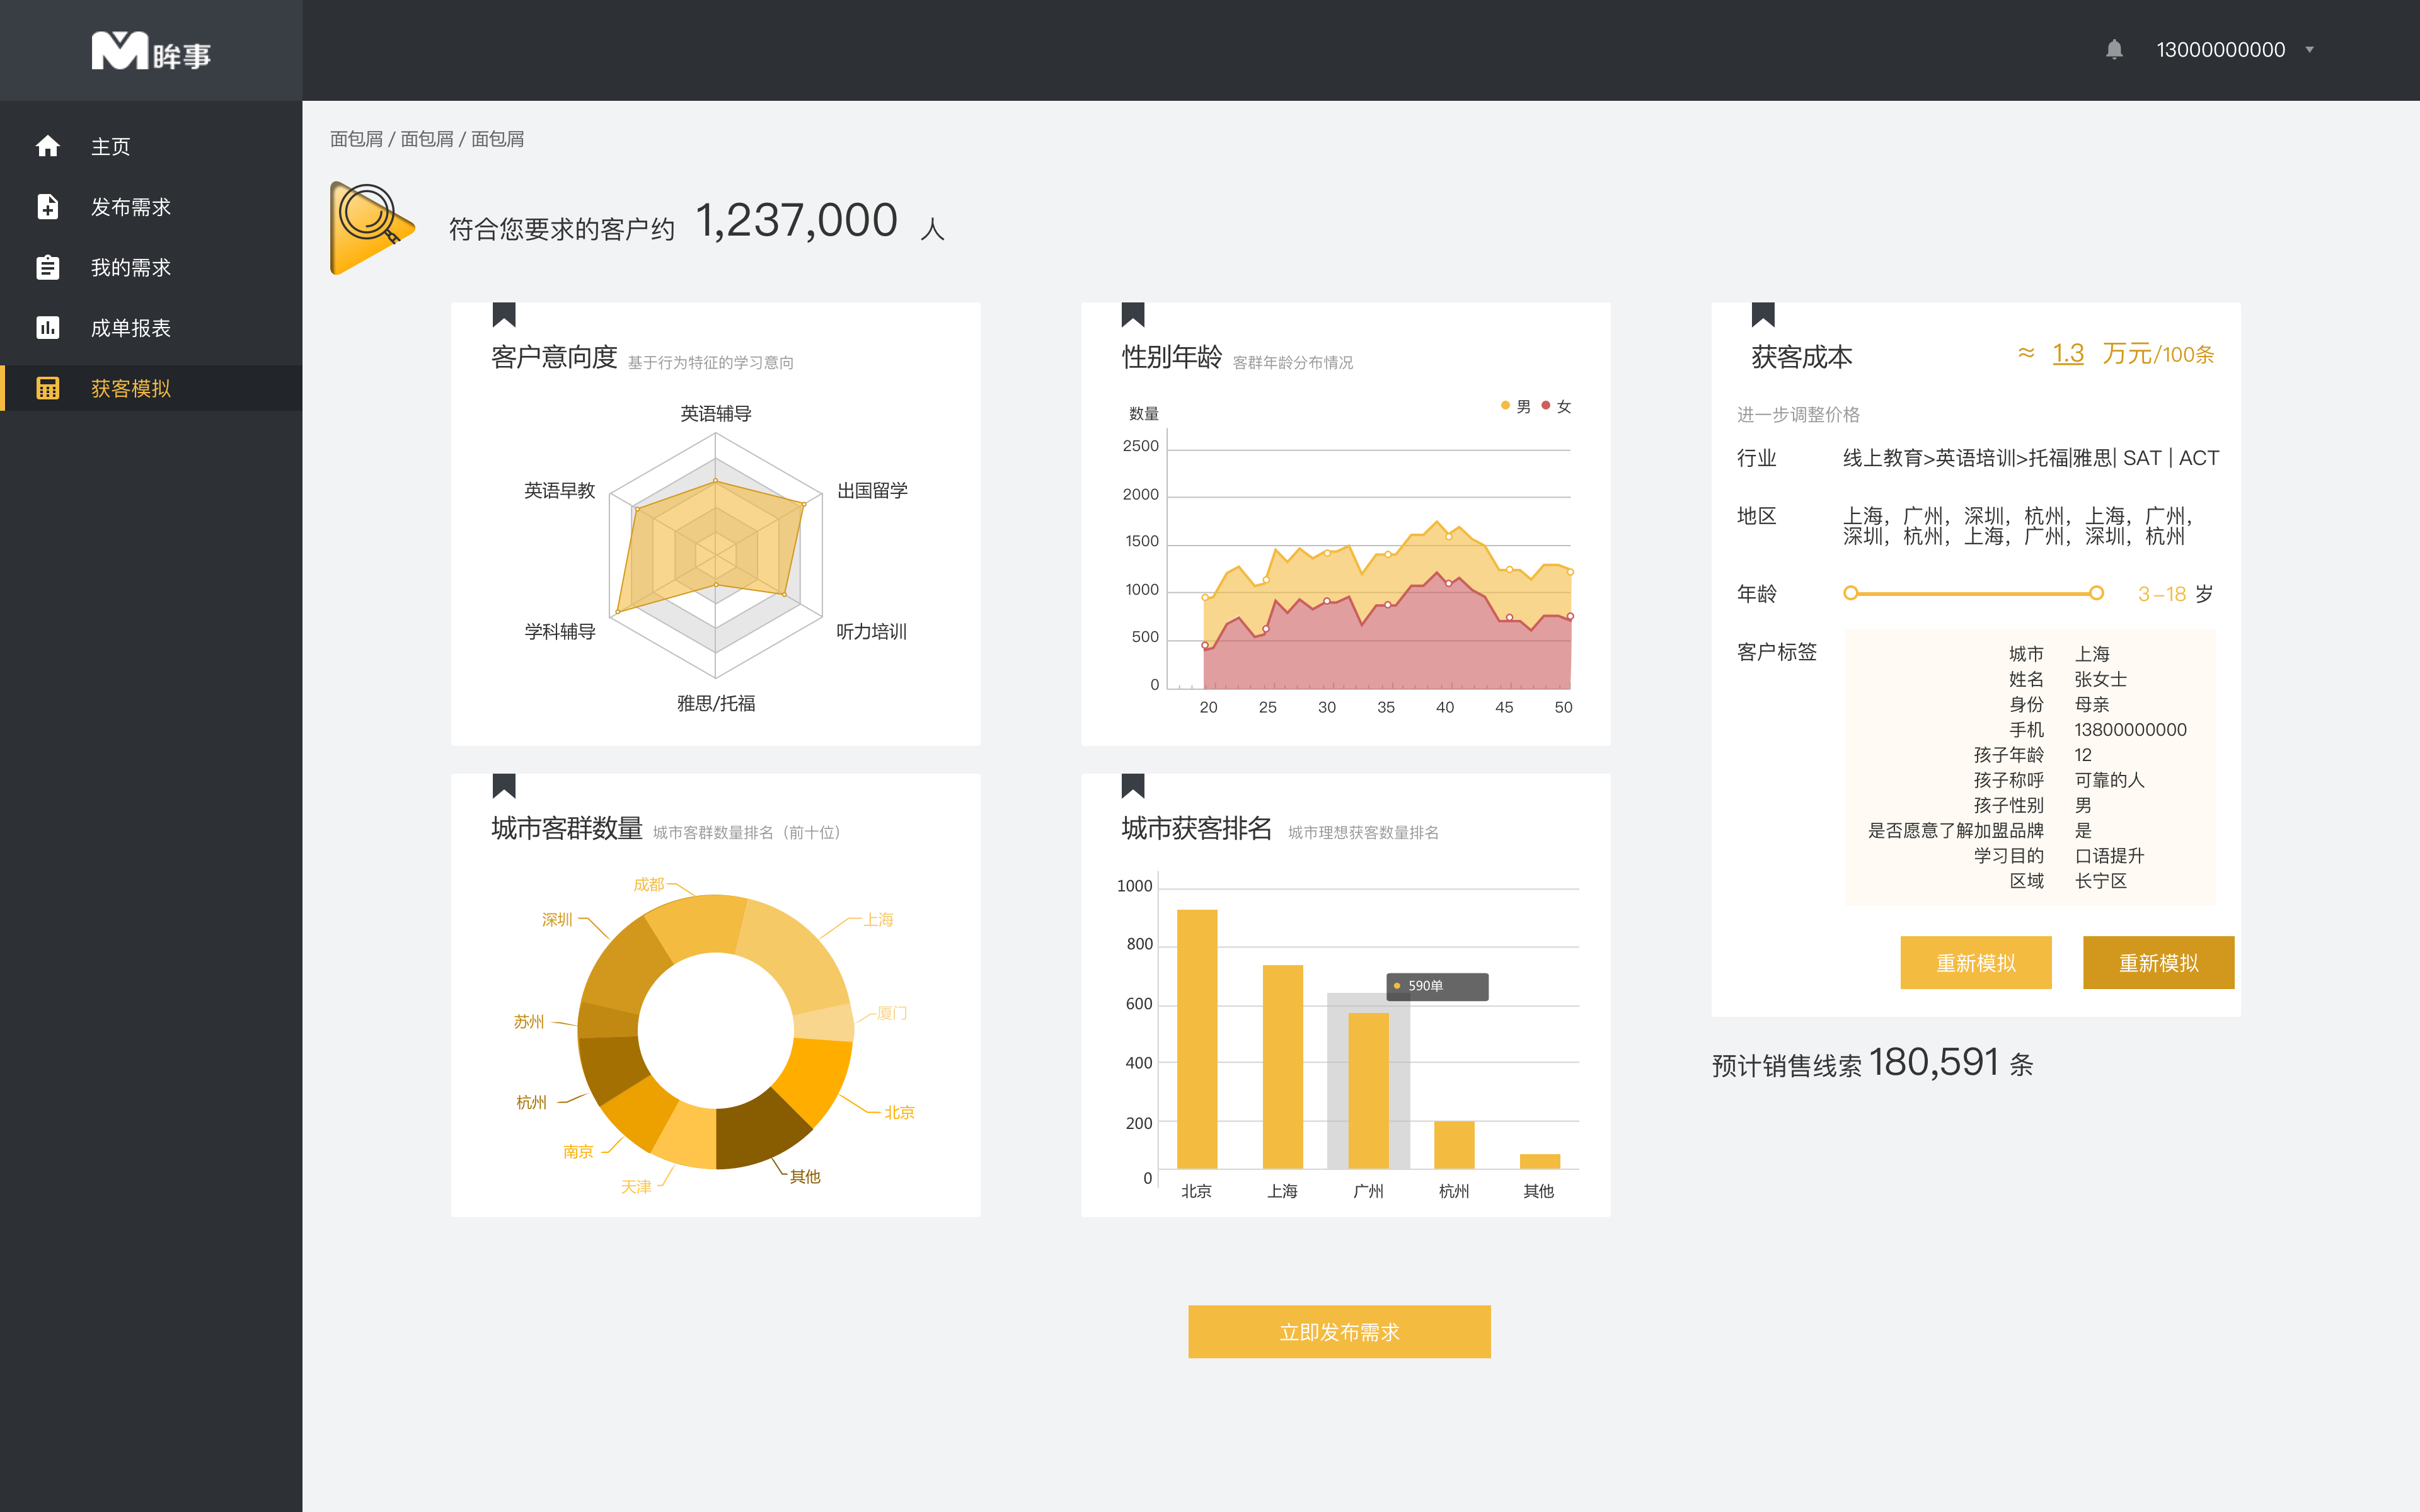 M眸事
13000000000
主页
发布需求
我的需求
成单报表
获客模拟
面包屑 / 面包屑 / 面包屑
符合您要求的客户约 1,237,000 人
客户意向度 基于行为特征的学习意向
英语辅导
英语早教
出国留学
学科辅导
听力培训
雅思/托福
性别年龄 客群年龄分布情况
数量
男 女
2500
2000
1500
1000
500
0
20 25 30 35 40 45 50
获客成本 ≈ 1.3 万元/100条
进一步调整价格
行业 线上教育>英语培训>托福|雅思| SAT | ACT
地区 上海，广州，深圳，杭州，上海，广州，
深圳，杭州，上海，广州，深圳，杭州
年龄 3-18 岁
客户标签
城市 上海
姓名 张女士
身份 母亲
手机 13800000000
孩子年龄 12
孩子称呼 可靠的人
孩子性别 男
是否愿意了解加盟品牌 是
学习目的 口语提升
区域 长宁区
重新模拟 重新模拟
预计销售线索 180,591 条
城市客群数量 城市客群数量排名（前十位）
成都
深圳
上海
苏州
厦门
杭州
北京
南京
天津
其他
城市获客排名 城市理想获客数量排名
1000
800
590单
600
400
200
0
北京 上海 广州 杭州 其他
立即发布需求